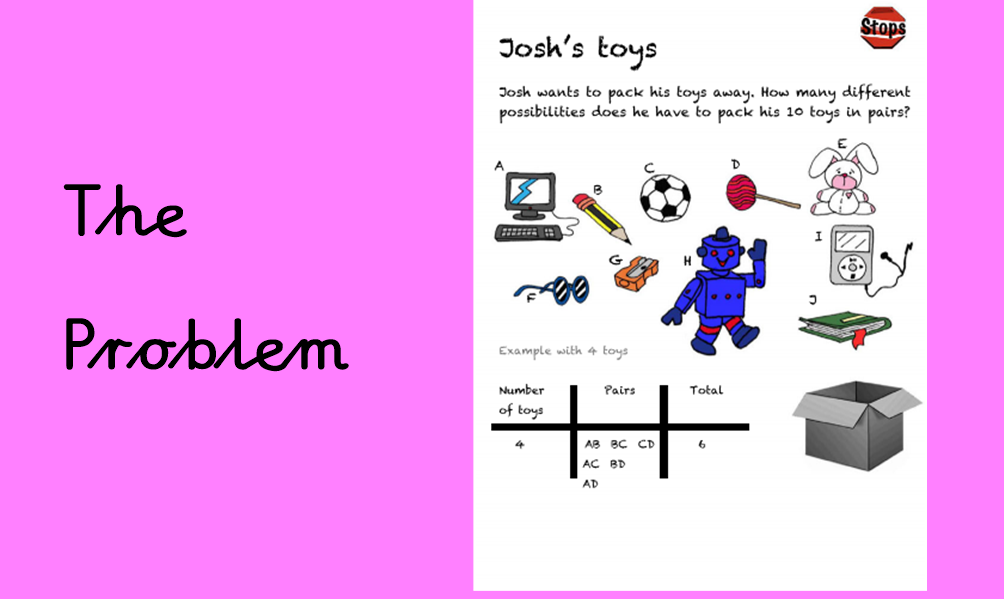 The
Problem
Stops
Josh's toys
Josh wants to pack his toys away. How many different
possibilities does he have to pack his 10 toys in pairs?
A
B
C
D
E
F
G
H
I
J
Example with 4 toys
Number
of toys
Pairs
Total
4
AB BC CD
AC BD
AD
6